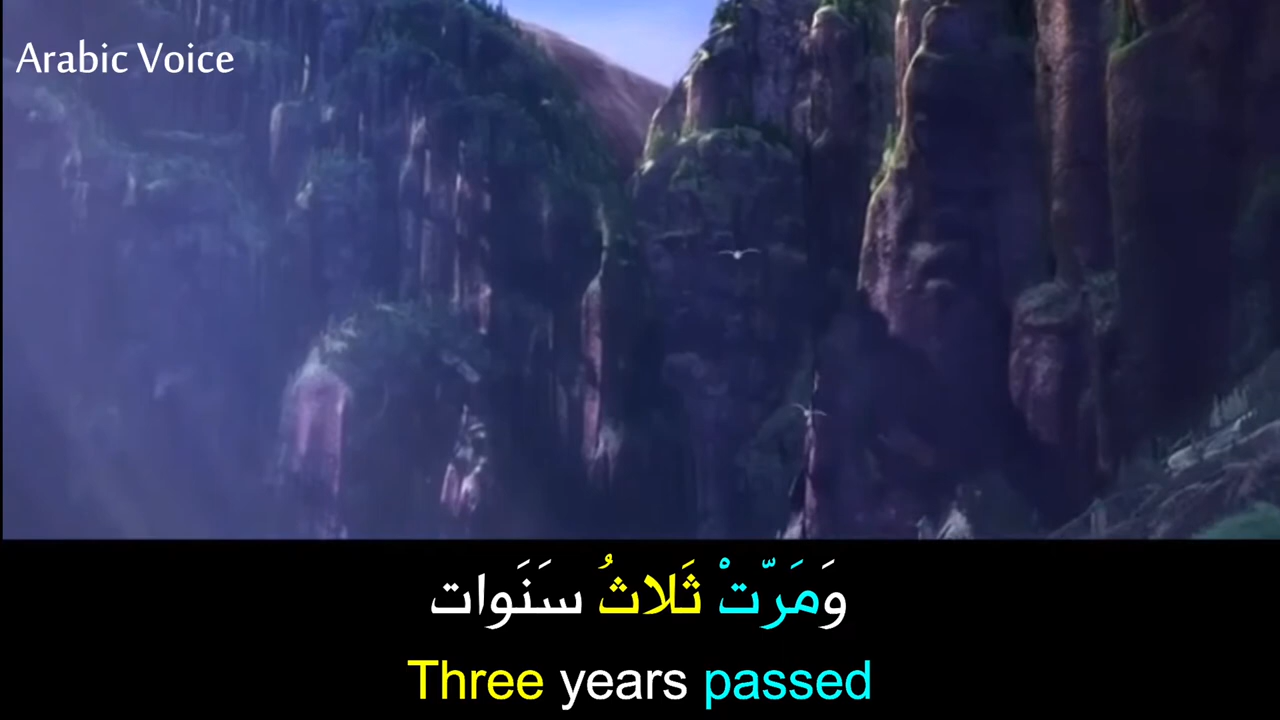 Arabic Voice
وَمَرّتْ ثَلاثُ سَنَوات
Three years passed